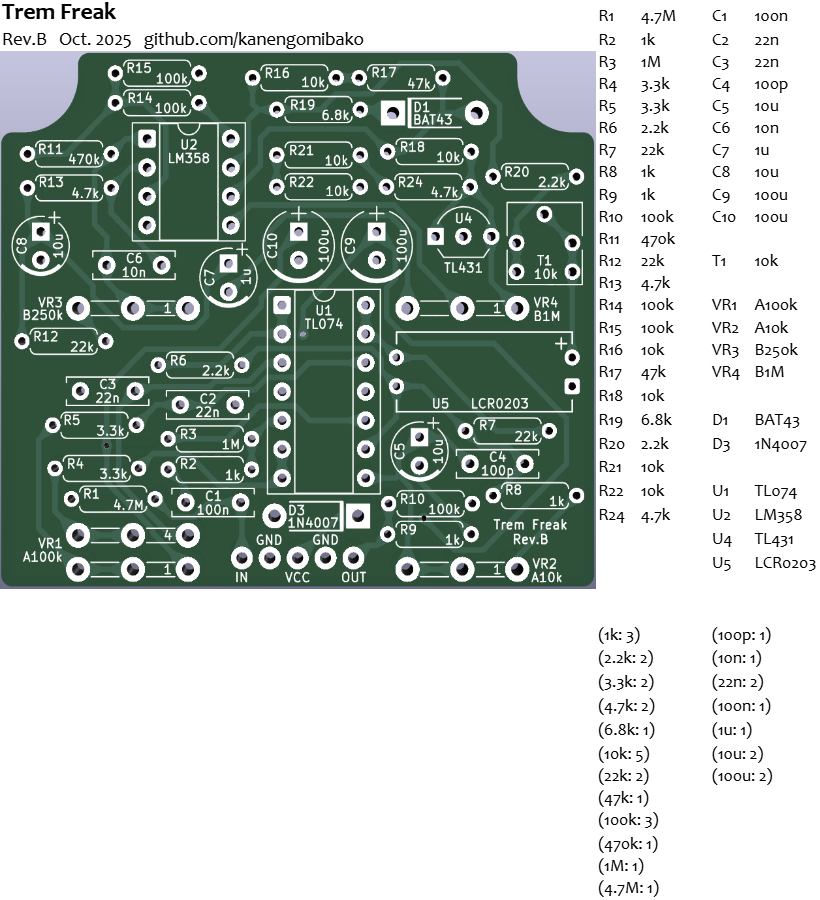 Trem Freak
Rev.B Oct. 2025 github.com/kanengomibako
R15
100k
R16
10k
R17
47k
R14
100k
R19
6.8k
D1
BAT43
R11
470k
U2
LM358
R21
10k
R18
10k
R13
4.7k
R22
10k
R24
4.7k
R20
2.2k
C8
10u
C6
10n
C7
1u
C10
100u
C9
100u
U4
TL431
T1
10k
VR3
B250k
1
U1
TL074
1
VR4
B1M
R12
22k
R6
2.2k
U5 LCR0203
C3
22n
C2
22n
R5
3.3k
R3
1M
C5
10u
R7
22k
R4
3.3k
R2
1k
C4
100p
R1
4.7M
C1
100n
D3
1N4007
R10
100k
R8
1k
R9
1k
Trem Freak
Rev.B
VR1
A100k
4
1
GND GND
IN VCC OUT
1
VR2
A10k
R1 4.7M C1 100n
R2 1k C2 22n
R3 1M C3 22n
R4 3.3k C4 100p
R5 3.3k C5 10u
R6 2.2k C6 10n
R7 22k C7 1u
R8 1k C8 10u
R9 1k C9 100u
R10 100k C10 100u
R11 470k
R12 22k T1 10k
R13 4.7k
R14 100k VR1 A100k
R15 100k VR2 A10k
R16 10k VR3 B250k
R17 47k VR4 B1M
R18 10k
R19 6.8k D1 BAT43
R20 2.2k D3 1N4007
R21 10k
R22 10k U1 TL074
R24 4.7k U2 LM358
U4 TL431
U5 LCR0203
(1k: 3) (100p: 1)
(2.2k: 2) (10n: 1)
(3.3k: 2) (22n: 2)
(4.7k: 2) (100n: 1)
(6.8k: 1) (1u: 1)
(10k: 5) (10u: 2)
(22k: 2) (100u: 2)
(47k: 1)
(100k: 3)
(470k: 1)
(1M: 1)
(4.7M: 1)